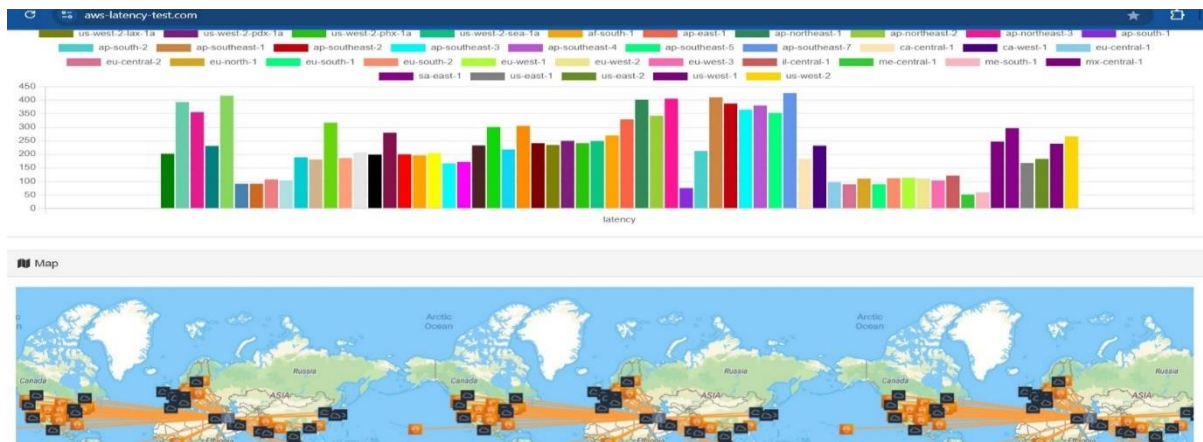 aws-latency-test.com
us-west-2-lax-1a us-west-2-pdx-1a us-west-2-phx-1a us-west-2-sea-1a af-south-1 ap-east-1 ap-northeast-1 ap-northeast-2 ap-northeast-3 ap-south-1
ap-south-2 ap-southeast-1 ap-southeast-2 ap-southeast-3 ap-southeast-4 ap-southeast-5 ap-southeast-7 ca-central-1 ca-west-1 eu-central-1
eu-central-2 eu-north-1 eu-south-1 eu-south-2 eu-west-1 eu-west-2 eu-west-3 il-central-1 me-central-1 me-south-1 mx-central-1
sa-east-1 us-east-1 us-east-2 us-west-1 us-west-2
450
400
350
300
250
200
150
100
50
0
latency
Map
Arctic Arctic Arctic
Ocean Ocean Ocean
Canada Russia Canada Russia Canada Russia
ASIA ASIA ASIA
Ethiopia Ethiopia Ethiopia